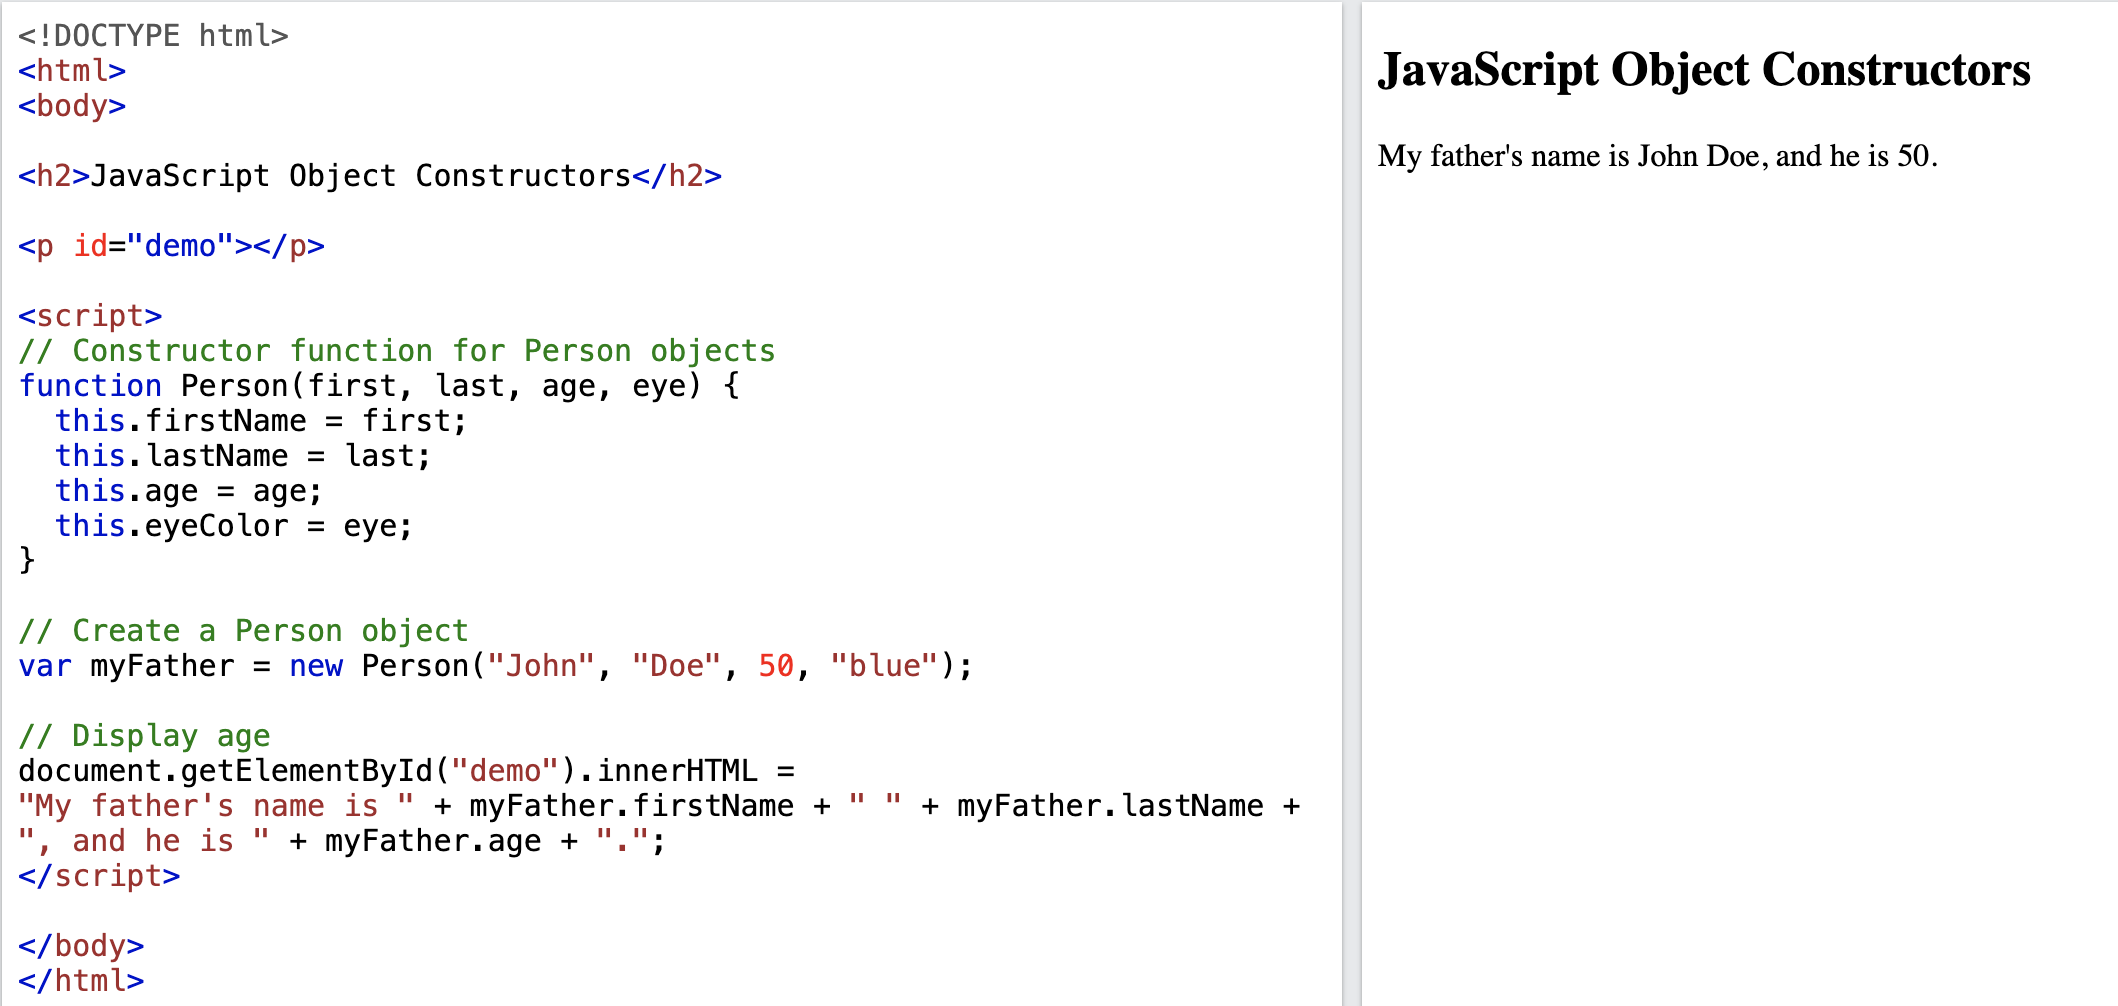 <!DOCTYPE html>
<html>
<body>
<h2>JavaScript Object Constructors</h2>
<p id="demo"></p>
<script>
// Constructor function for Person objects
function Person(first, last, age, eye) {
  this.firstName = first;
  this.lastName = last;
  this.age = age;
  this.eyeColor = eye;
}
// Create a Person object
var myFather = new Person("John", "Doe", 50, "blue");
// Display age
document.getElementById("demo").innerHTML =
"My father's name is " + myFather.firstName + " " + myFather.lastName +
", and he is " + myFather.age + ".";
</script>
</body>
</html>
JavaScript Object Constructors
My father's name is John Doe, and he is 50.